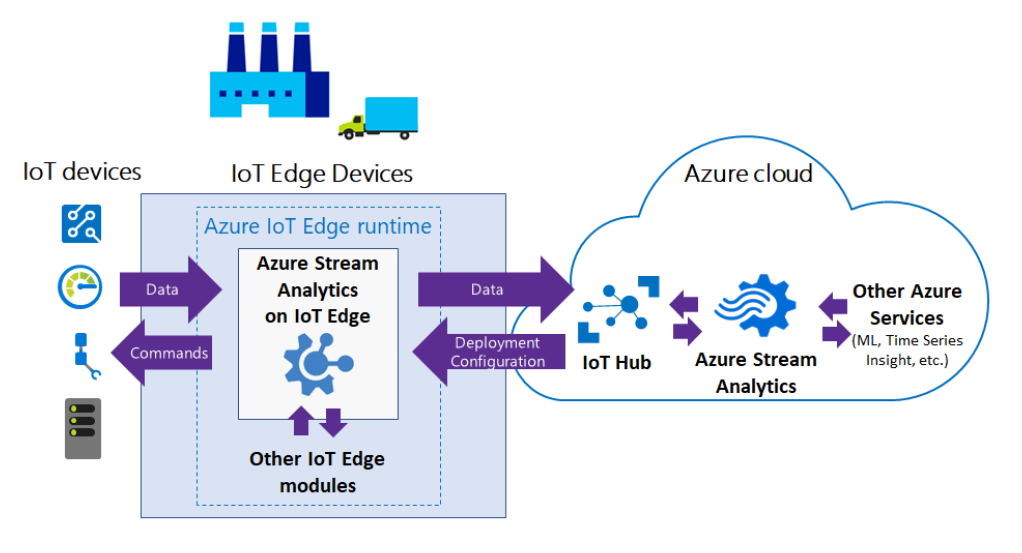 IoT devices
IoT Edge Devices
Azure cloud
Azure IoT Edge runtime
Azure Stream
Analytics
on IoT Edge
Data
Commands
Other IoT Edge
modules
Data
Deployment
Configuration
IoT Hub
Azure Stream
Analytics
Other Azure
Services
(ML, Time Series
Insight, etc.)